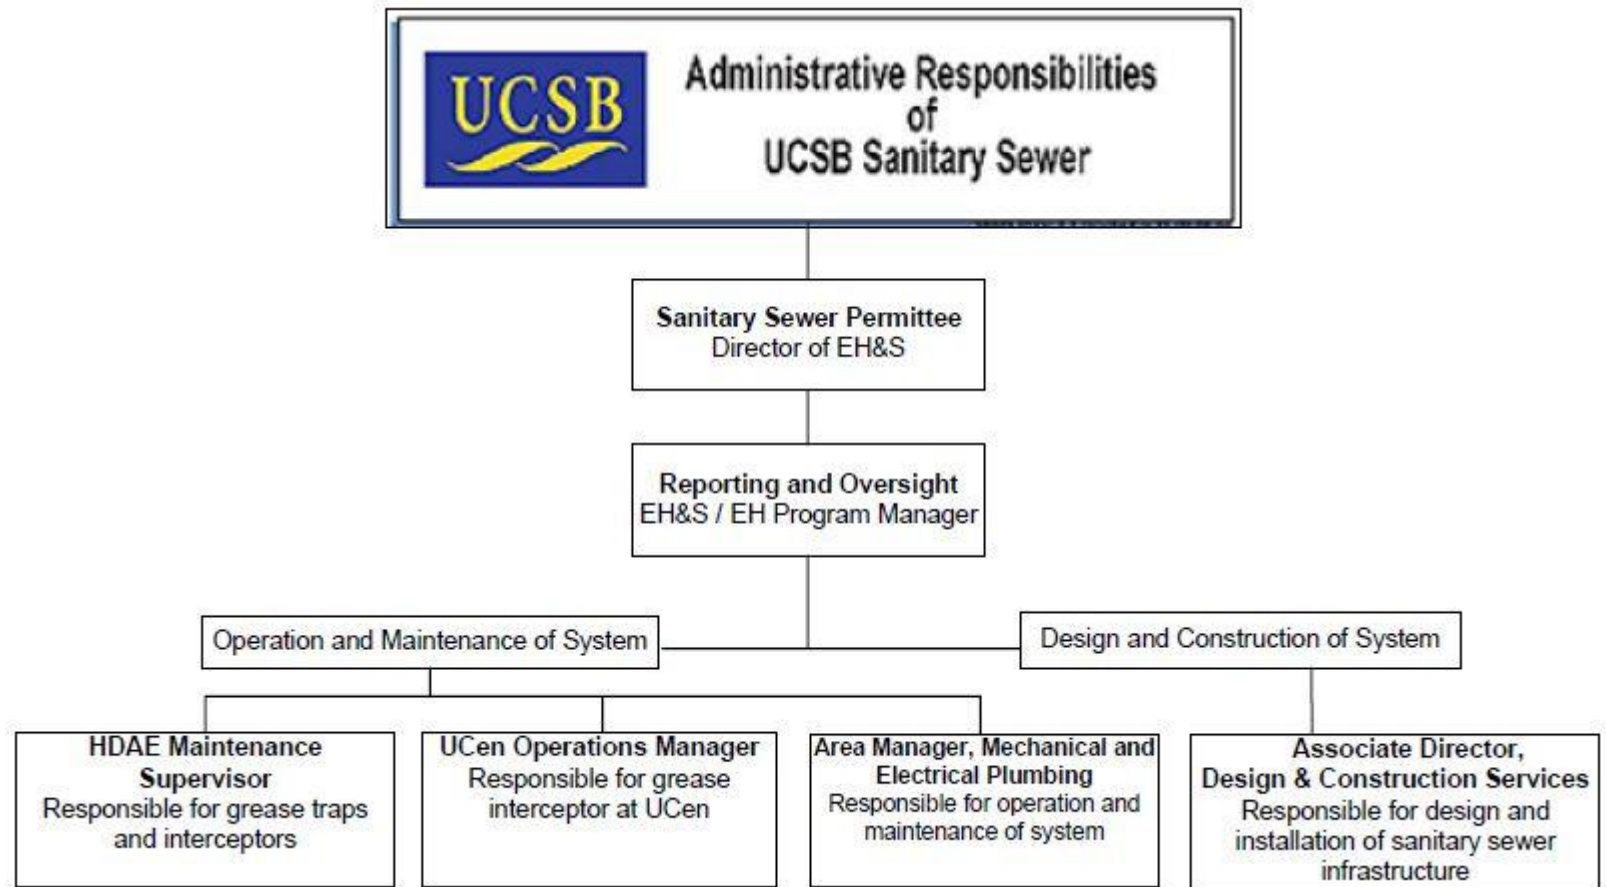 UCSB
Administrative Responsibilities
of
UCSB Sanitary Sewer
Sanitary Sewer Permittee
Director of EH&S
Reporting and Oversight
EH&S / EH Program Manager
Operation and Maintenance of System
Design and Construction of System
HDAE Maintenance
Supervisor
Responsible for grease traps
and interceptors
UCen Operations Manager
Responsible for grease
interceptor at UCen
Area Manager, Mechanical and
Electrical Plumbing
Responsible for operation and
maintenance of system
Associate Director,
Design & Construction Services
Responsible for design and
installation of sanitary sewer
infrastructure